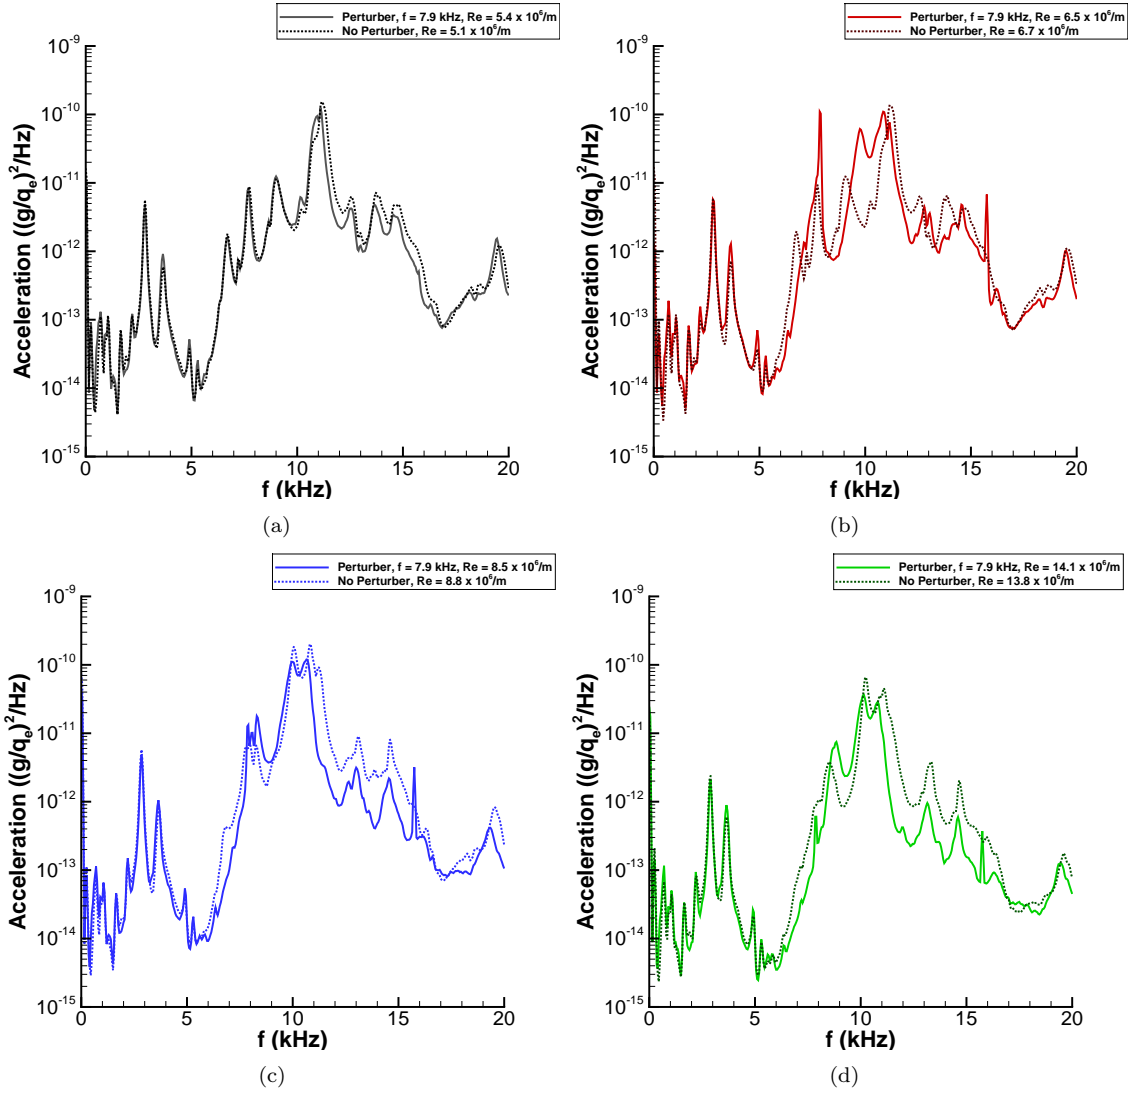 Perturber, f = 7.9 kHz, Re = 5.4 x 10⁶/m
No Perturber, Re = 5.1 x 10⁶/m
10⁻⁹
10⁻¹⁰
10⁻¹¹
10⁻¹²
10⁻¹³
10⁻¹⁴
10⁻¹⁵
Acceleration ((g/qₑ)²/Hz)
0 5 10 15 20
f (kHz)
(a)
Perturber, f = 7.9 kHz, Re = 6.5 x 10⁶/m
No Perturber, Re = 6.7 x 10⁶/m
10⁻⁹
10⁻¹⁰
10⁻¹¹
10⁻¹²
10⁻¹³
10⁻¹⁴
10⁻¹⁵
Acceleration ((g/qₑ)²/Hz)
0 5 10 15 20
f (kHz)
(b)
Perturber, f = 7.9 kHz, Re = 8.5 x 10⁶/m
No Perturber, Re = 8.8 x 10⁶/m
10⁻⁹
10⁻¹⁰
10⁻¹¹
10⁻¹²
10⁻¹³
10⁻¹⁴
10⁻¹⁵
Acceleration ((g/qₑ)²/Hz)
0 5 10 15 20
f (kHz)
(c)
Perturber, f = 7.9 kHz, Re = 14.1 x 10⁶/m
No Perturber, Re = 13.8 x 10⁶/m
10⁻⁹
10⁻¹⁰
10⁻¹¹
10⁻¹²
10⁻¹³
10⁻¹⁴
10⁻¹⁵
Acceleration ((g/qₑ)²/Hz)
0 5 10 15 20
f (kHz)
(d)